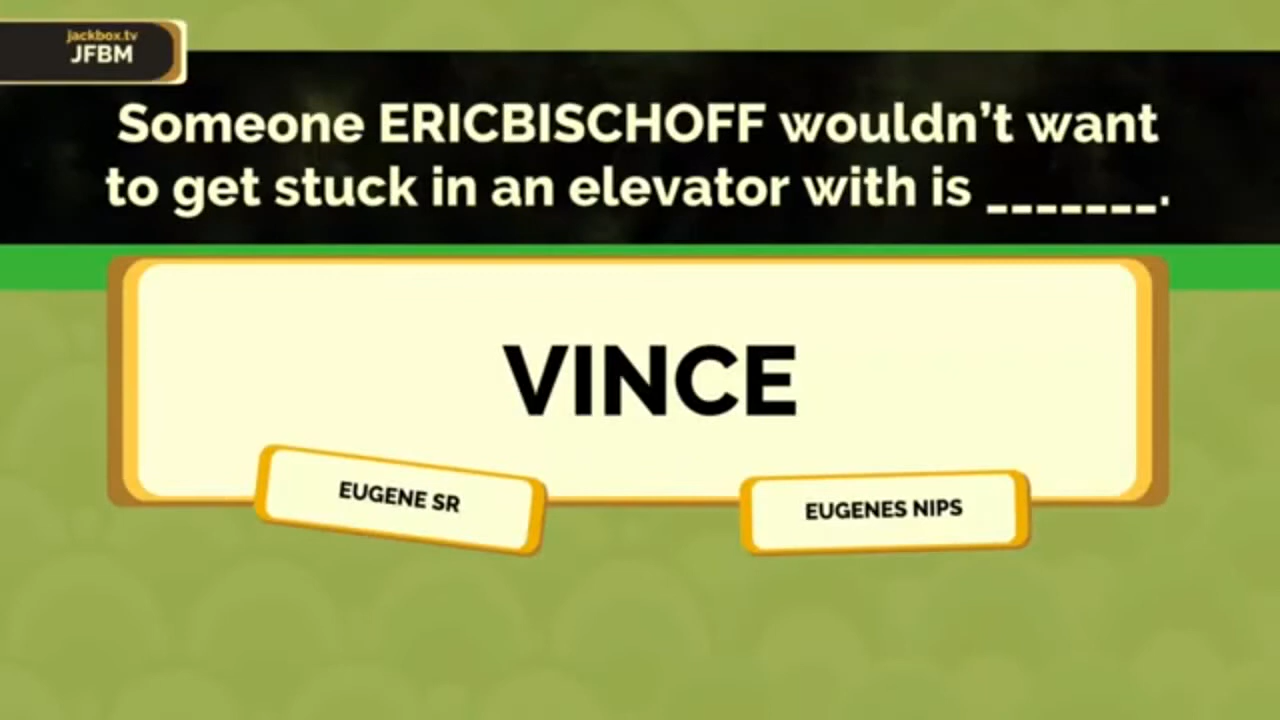 jackbox.tv
JFBM
Someone ERICBISCHOFF wouldn't want
to get stuck in an elevator with is _______.
VINCE
EUGENE SR
EUGENES NIPS